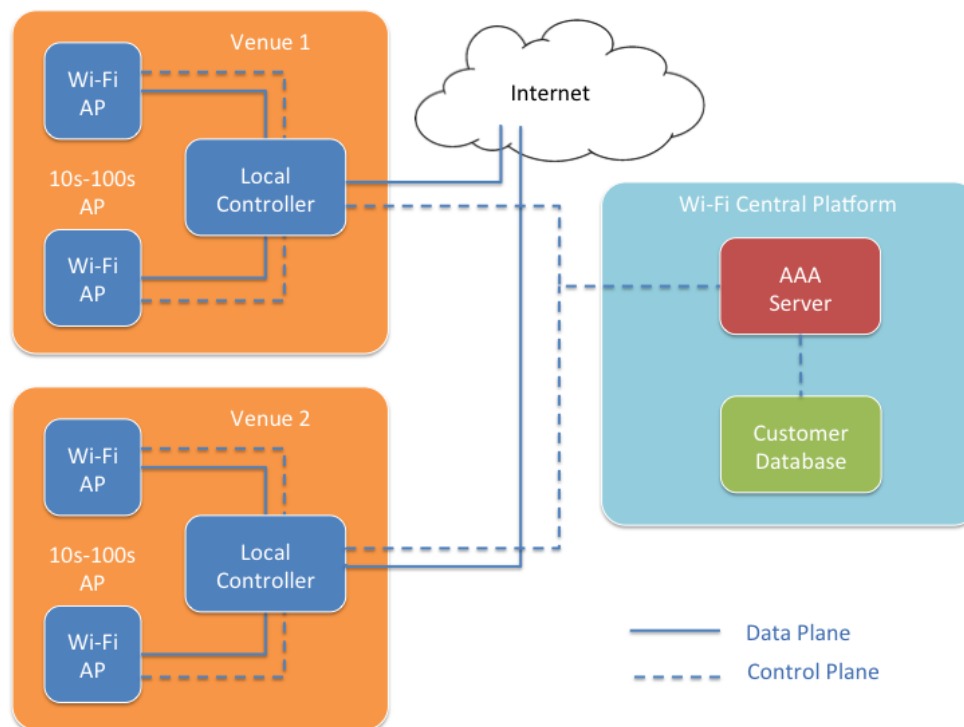 Venue 1
Wi-Fi
AP
10s-100s
AP
Wi-Fi
AP
Local
Controller
Internet
Wi-Fi Central Platform
AAA
Server
Customer
Database
Venue 2
Wi-Fi
AP
10s-100s
AP
Wi-Fi
AP
Local
Controller
Data Plane
Control Plane